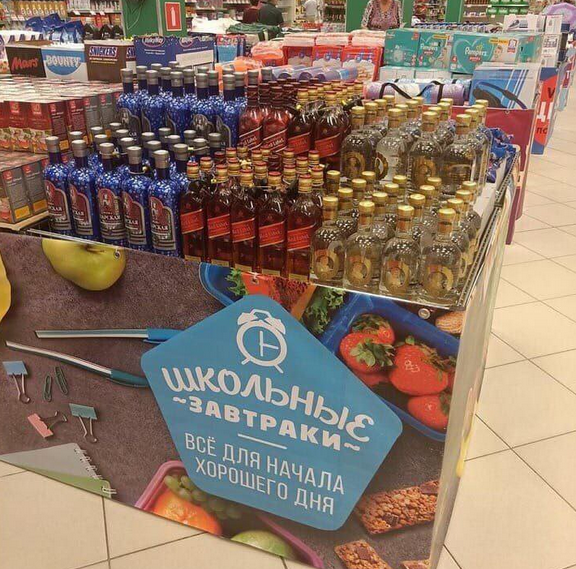 Mars
BOUNTY
SNICKERS
Pampers
ШКОЛЬНЫЕ
~ЗАВТРАКИ~
ВСЁ ДЛЯ НАЧАЛА
ХОРОШЕГО ДНЯ